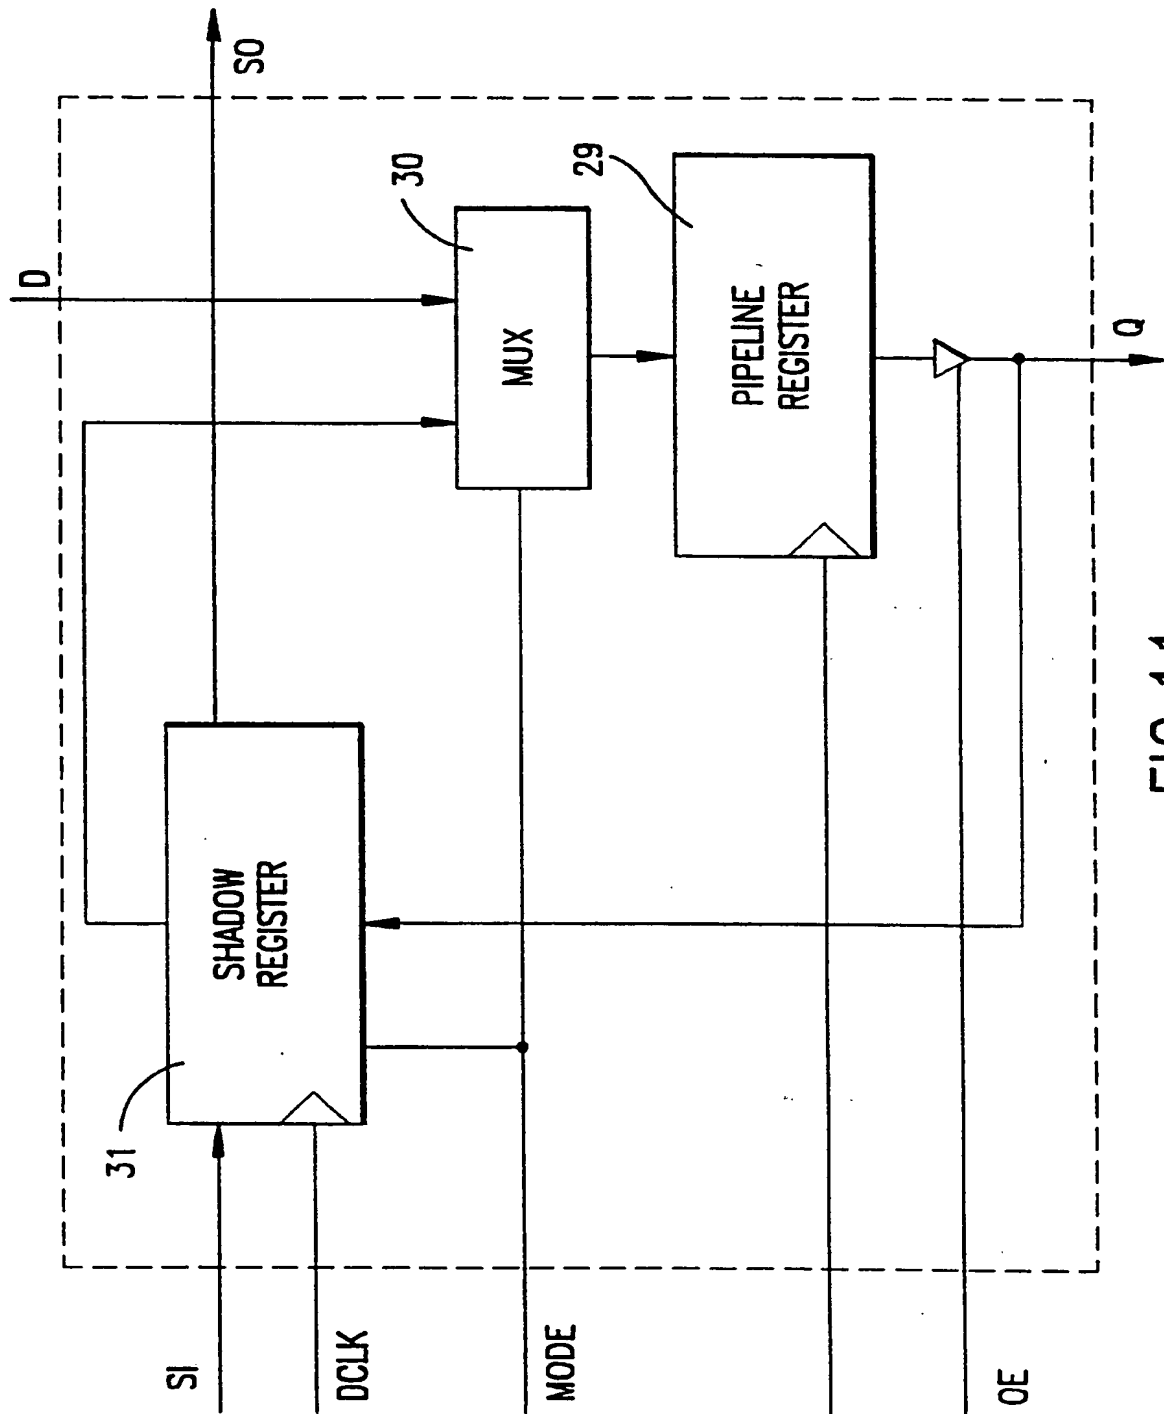 SO
D
30
29
MUX
PIPELINE
REGISTER
Q
SHADOW
REGISTER
31
SI
DCLK
MODE
OE